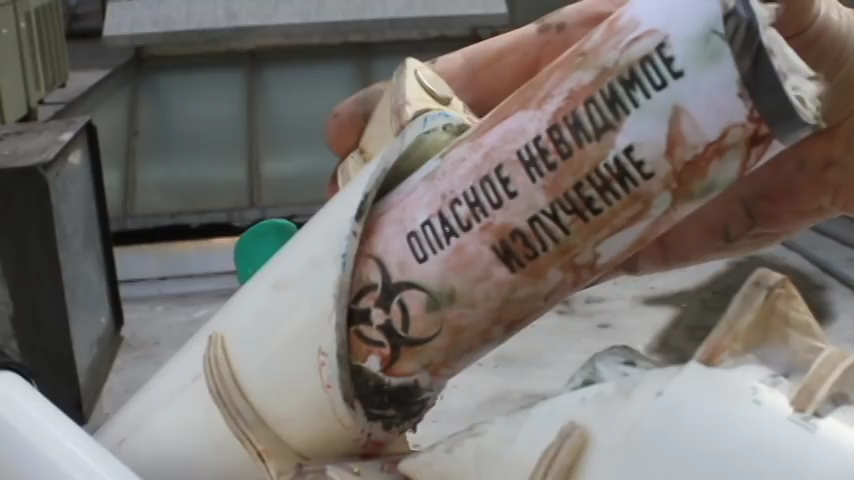 ОПАСНОЕ НЕВИДИМОЕ
ИЗЛУЧЕНИЕ